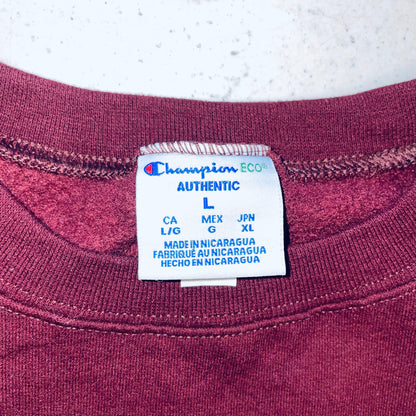 Champion ECO
AUTHENTIC
L
CA MEX JPN
L/G G XL
MADE IN NICARAGUA
FABRIQUÉ AU NICARAGUA
HECHO EN NICARAGUA